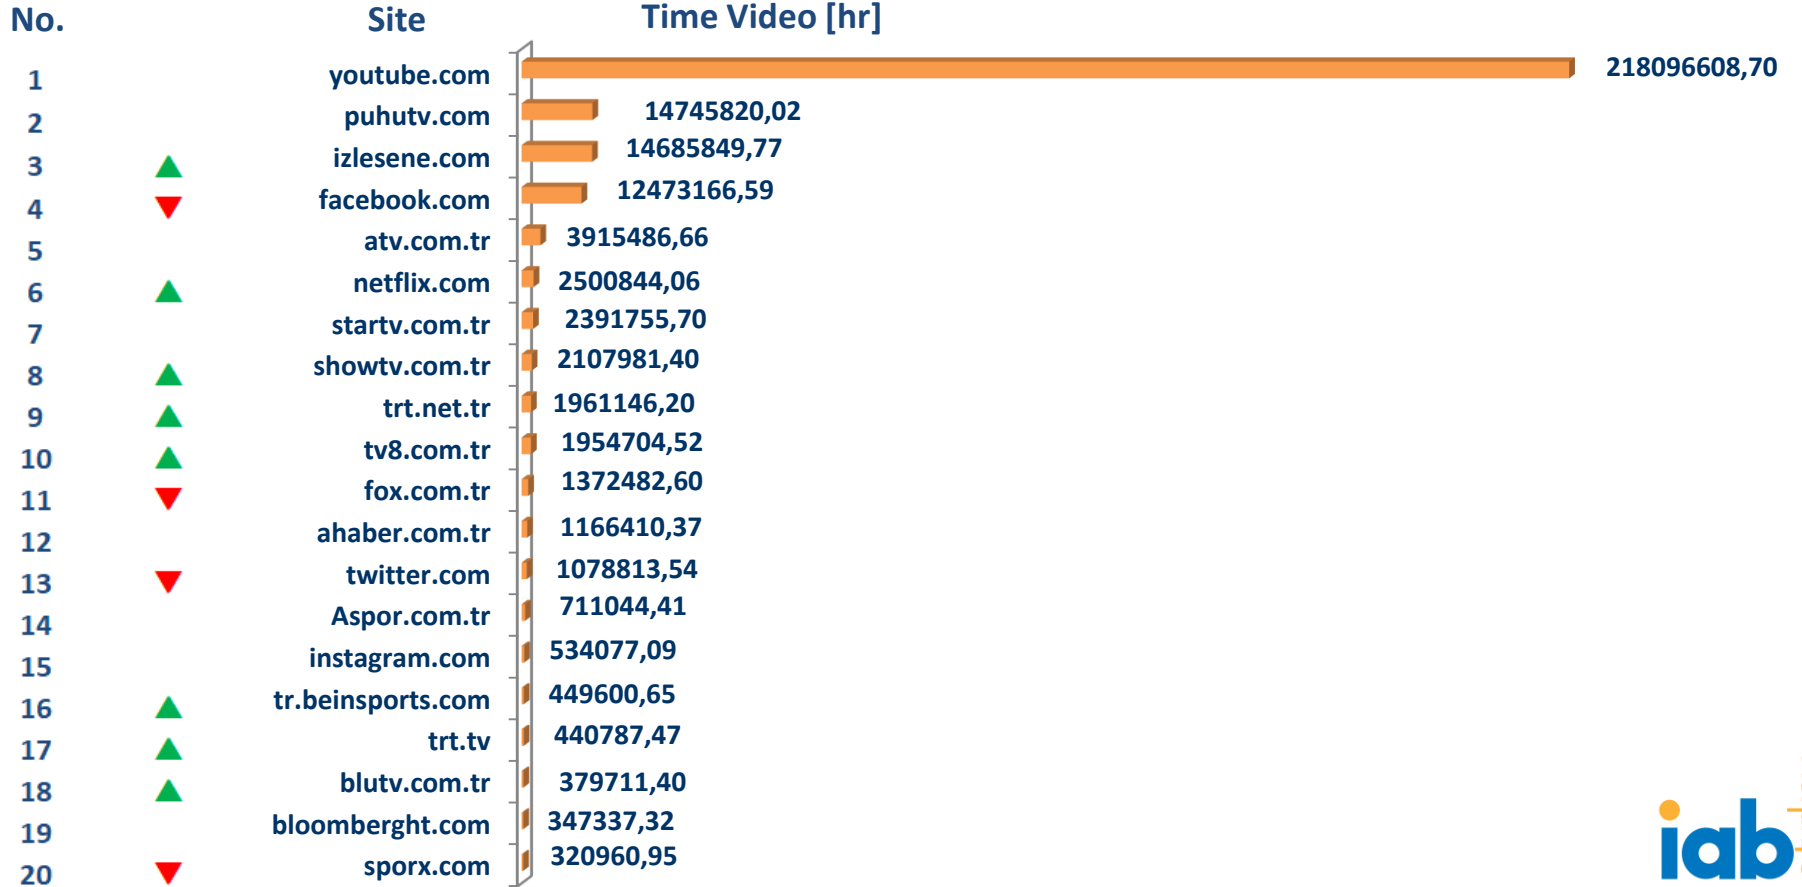 No. Site Time Video [hr]
1 youtube.com 218096608,70
2 puhutv.com 14745820,02
3 izlesene.com 14685849,77
4 facebook.com 12473166,59
5 atv.com.tr 3915486,66
6 netflix.com 2500844,06
7 startv.com.tr 2391755,70
8 showtv.com.tr 2107981,40
9 trt.net.tr 1961146,20
10 tv8.com.tr 1954704,52
11 fox.com.tr 1372482,60
12 ahaber.com.tr 1166410,37
13 twitter.com 1078813,54
14 Aspor.com.tr 711044,41
15 instagram.com 534077,09
16 tr.beinsports.com 449600,65
17 trt.tv 440787,47
18 blutv.com.tr 379711,40
19 bloomberght.com 347337,32
20 sporx.com 320960,95
iab